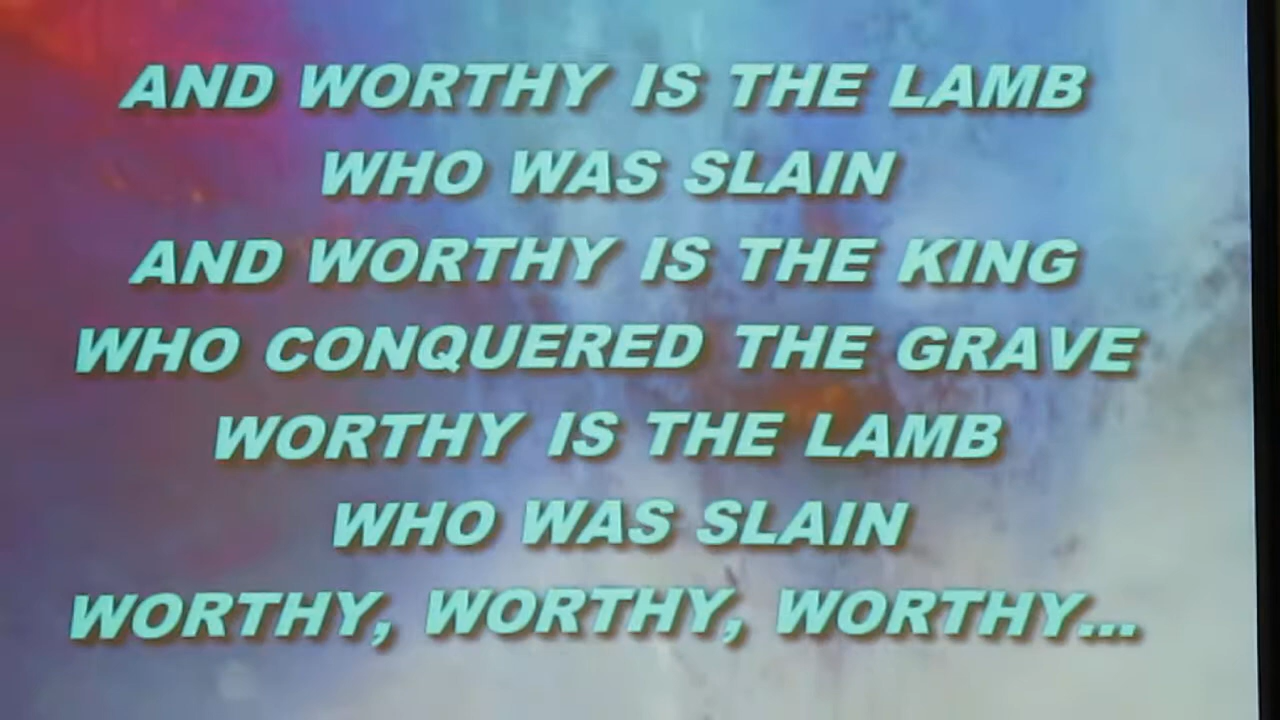 AND WORTHY IS THE LAMB
WHO WAS SLAIN
AND WORTHY IS THE KING
WHO CONQUERED THE GRAVE
WORTHY IS THE LAMB
WHO WAS SLAIN
WORTHY, WORTHY, WORTHY...